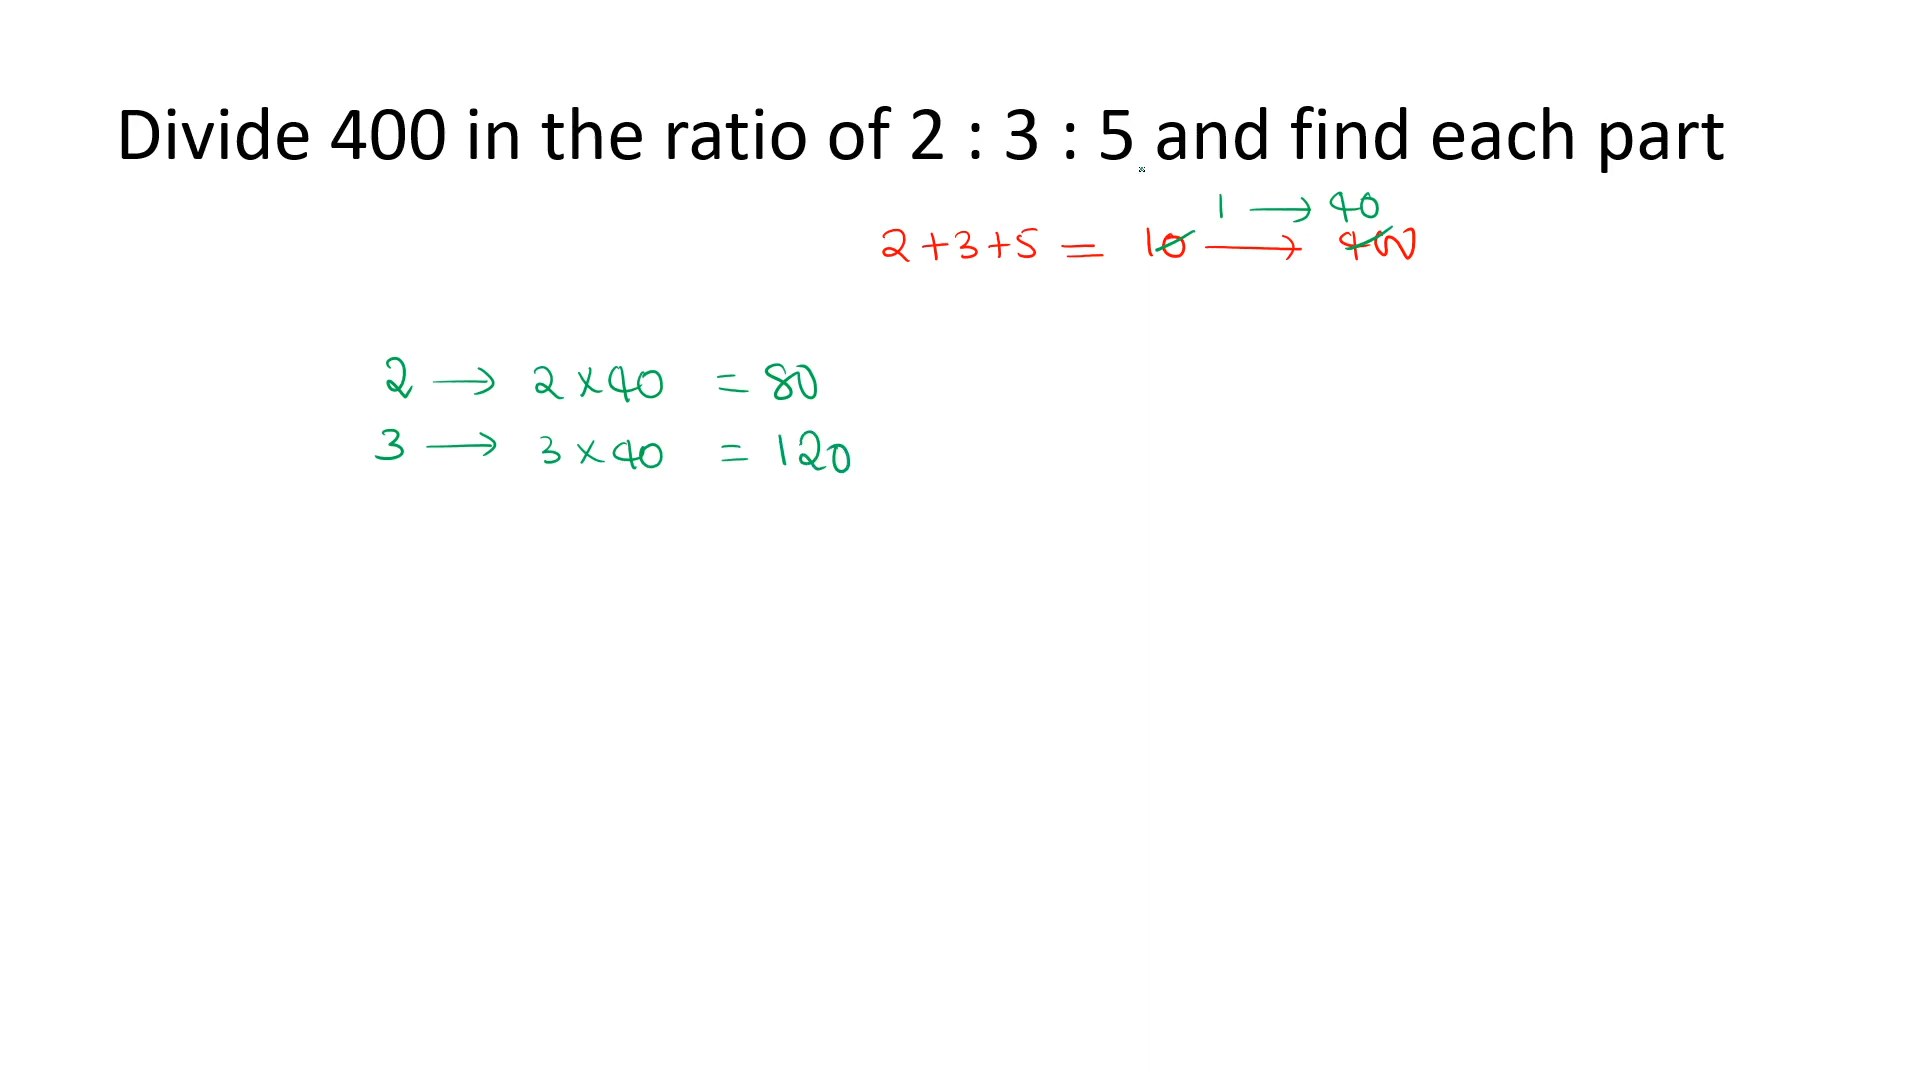 Divide 400 in the ratio of 2 : 3 : 5 and find each part
1 → 40
2+3+5 = 10 → 400
2 → 2×40 = 80
3 → 3×40 = 120